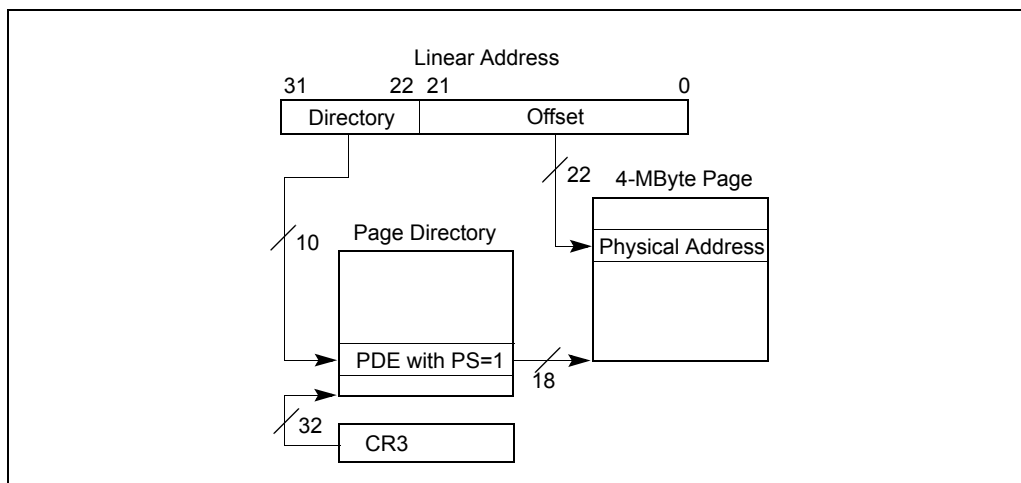 Linear Address
31 22 21 0
Directory Offset
22
4-MByte Page
10
Page Directory
Physical Address
PDE with PS=1
18
32
CR3